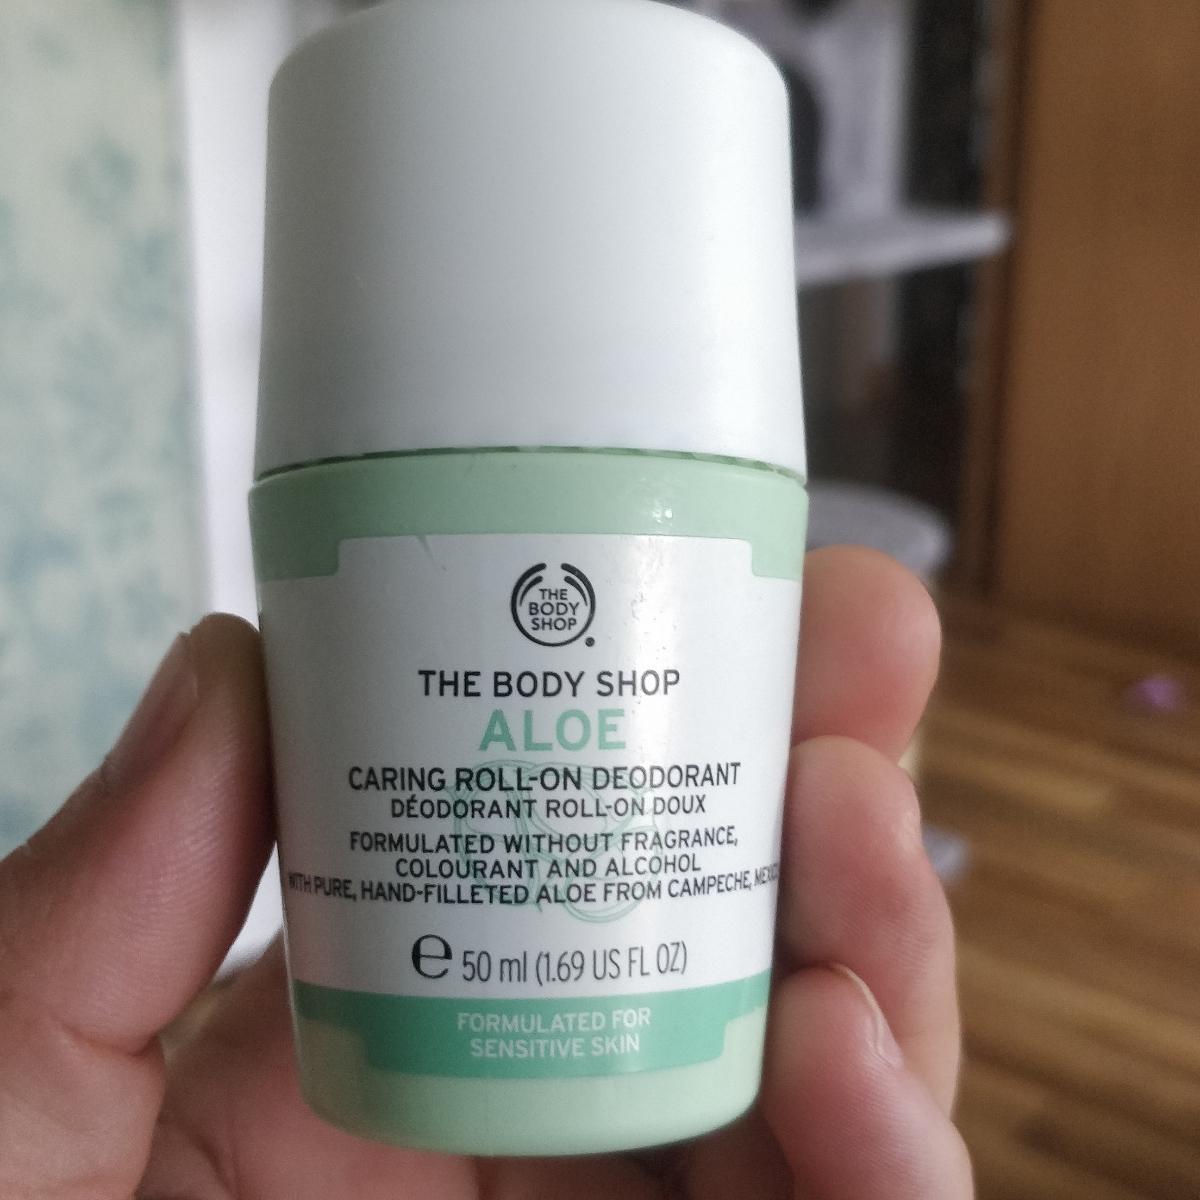 THE
BODY
SHOP
THE BODY SHOP
ALOE
CARING ROLL-ON DEODORANT
DÉODORANT ROLL-ON DOUX
FORMULATED WITHOUT FRAGRANCE,
COLOURANT AND ALCOHOL
WITH PURE, HAND-FILLETED ALOE FROM CAMPECHE, MEXICO
e 50 ml (1.69 US FL OZ)
FORMULATED FOR
SENSITIVE SKIN